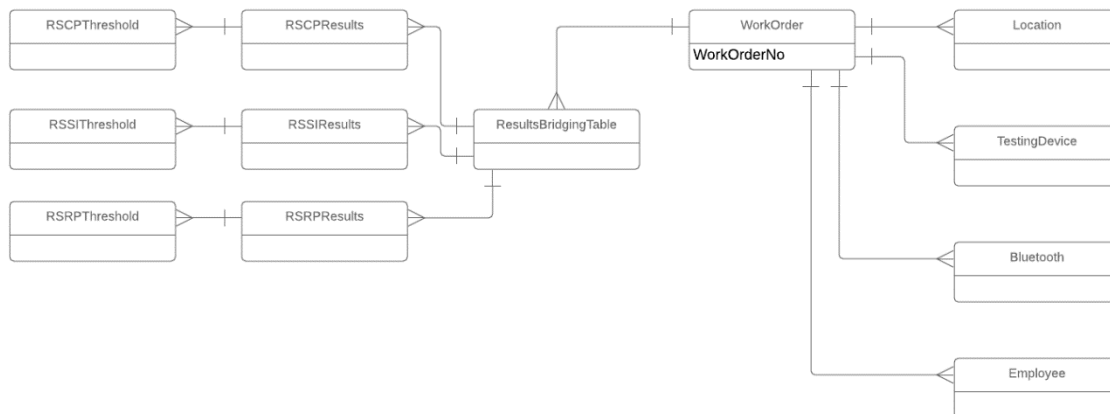 RSCPThreshold
RSCPResults
WorkOrder
Location
WorkOrderNo
RSSIThreshold
RSSIResults
ResultsBridgingTable
TestingDevice
RSRPThreshold
RSRPResults
Bluetooth
Employee